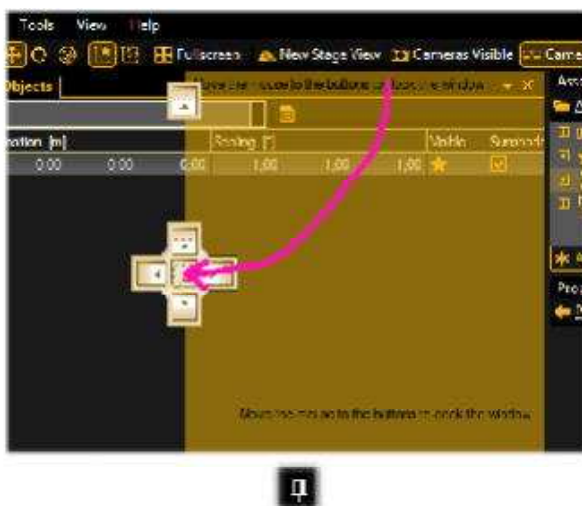 Tools View Help
Fullscreen New Stage View Cameras Visible Came
Objects Move the mouse to the buttons to dock the window
[m] Scaling Visible
0,00 0,00 0,00 1,00 1,00 1,00
Move the mouse to the buttons to dock the window